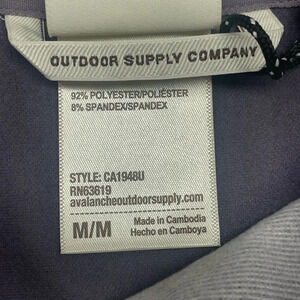 OUTDOOR SUPPLY COMPANY
92% POLYESTER/POLIÉSTER
8% SPANDEX/SPANDEX
STYLE: CA1948U
RN63619
avalancheoutdoorsupply.com
M/M
Made in Cambodia
Hecho en Camboya